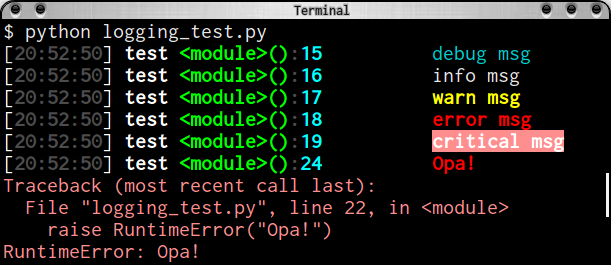 Terminal
$ python logging_test.py
[20:52:50] test <module>():15 debug msg
[20:52:50] test <module>():16 info msg
[20:52:50] test <module>():17 warn msg
[20:52:50] test <module>():18 error msg
[20:52:50] test <module>():19 critical msg
[20:52:50] test <module>():24 Opa!
Traceback (most recent call last):
  File "logging_test.py", line 22, in <module>
    raise RuntimeError("Opa!")
RuntimeError: Opa!